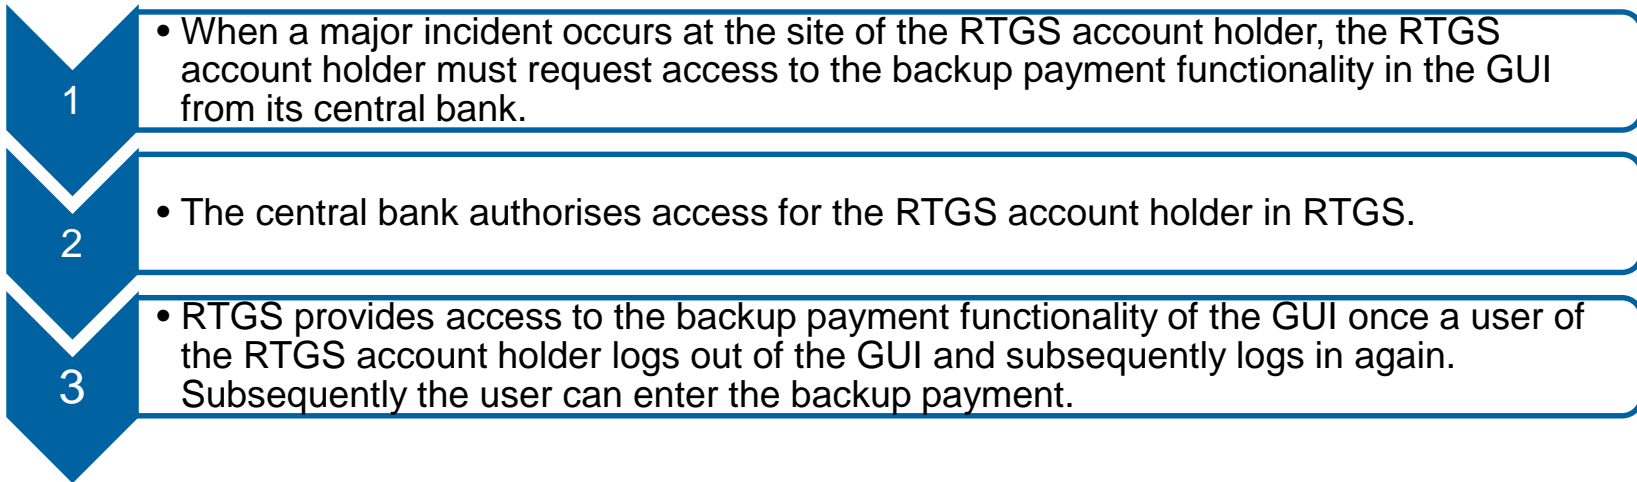 1
• When a major incident occurs at the site of the RTGS account holder, the RTGS
account holder must request access to the backup payment functionality in the GUI
from its central bank.
2
• The central bank authorises access for the RTGS account holder in RTGS.
3
• RTGS provides access to the backup payment functionality of the GUI once a user of
the RTGS account holder logs out of the GUI and subsequently logs in again.
Subsequently the user can enter the backup payment.